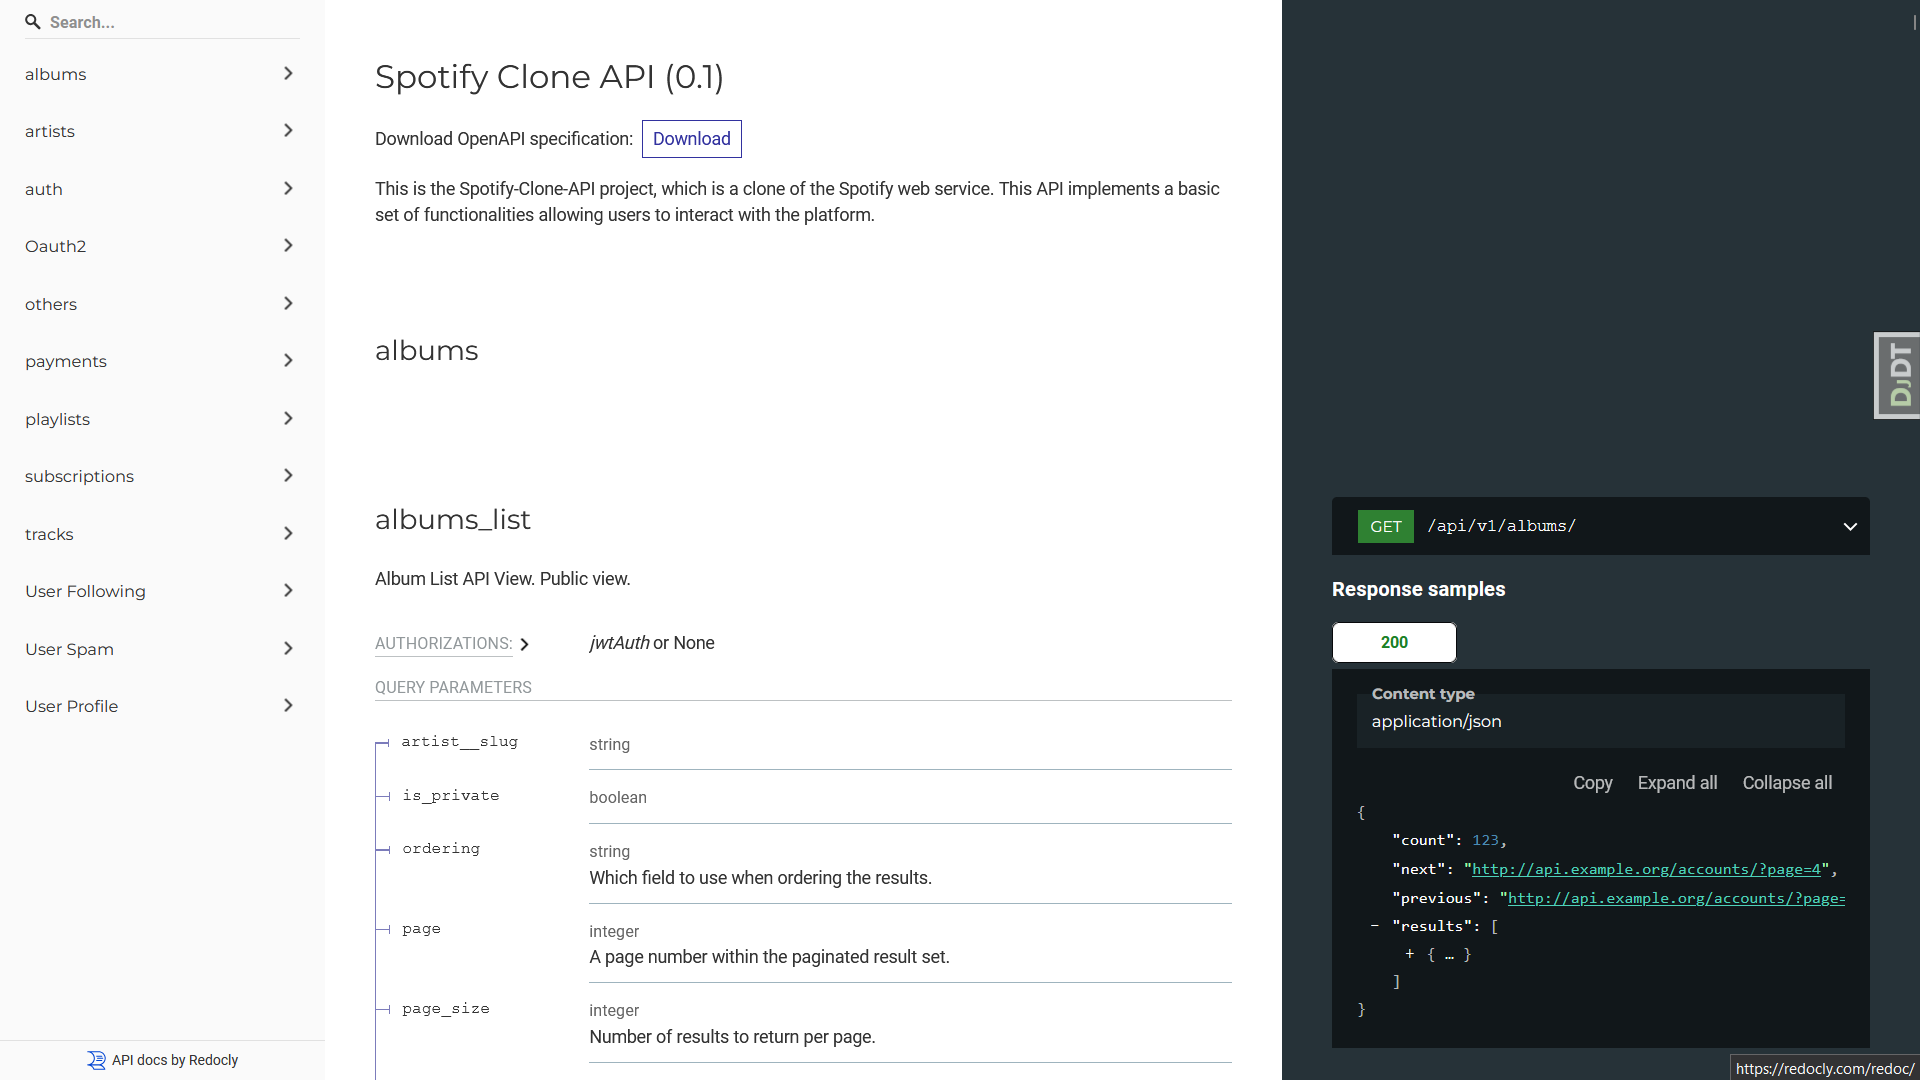 Search...
albums
artists
auth
Oauth2
others
payments
playlists
subscriptions
tracks
User Following
User Spam
User Profile
API docs by Redocly
Spotify Clone API (0.1)
Download OpenAPI specification: Download
This is the Spotify-Clone-API project, which is a clone of the Spotify web service. This API implements a basic
set of functionalities allowing users to interact with the platform.
albums
albums_list
Album List API View. Public view.
AUTHORIZATIONS: jwtAuth or None
QUERY PARAMETERS
artist__slug string
is_private boolean
ordering string
Which field to use when ordering the results.
page integer
A page number within the paginated result set.
page_size integer
Number of results to return per page.
DJDT
GET /api/v1/albums/
Response samples
200
Content type
application/json
Copy Expand all Collapse all
{
"count": 123,
"next": "http://api.example.org/accounts/?page=4",
"previous": "http://api.example.org/accounts/?page=
- "results": [
+ { … }
]
}
https://redocly.com/redoc/